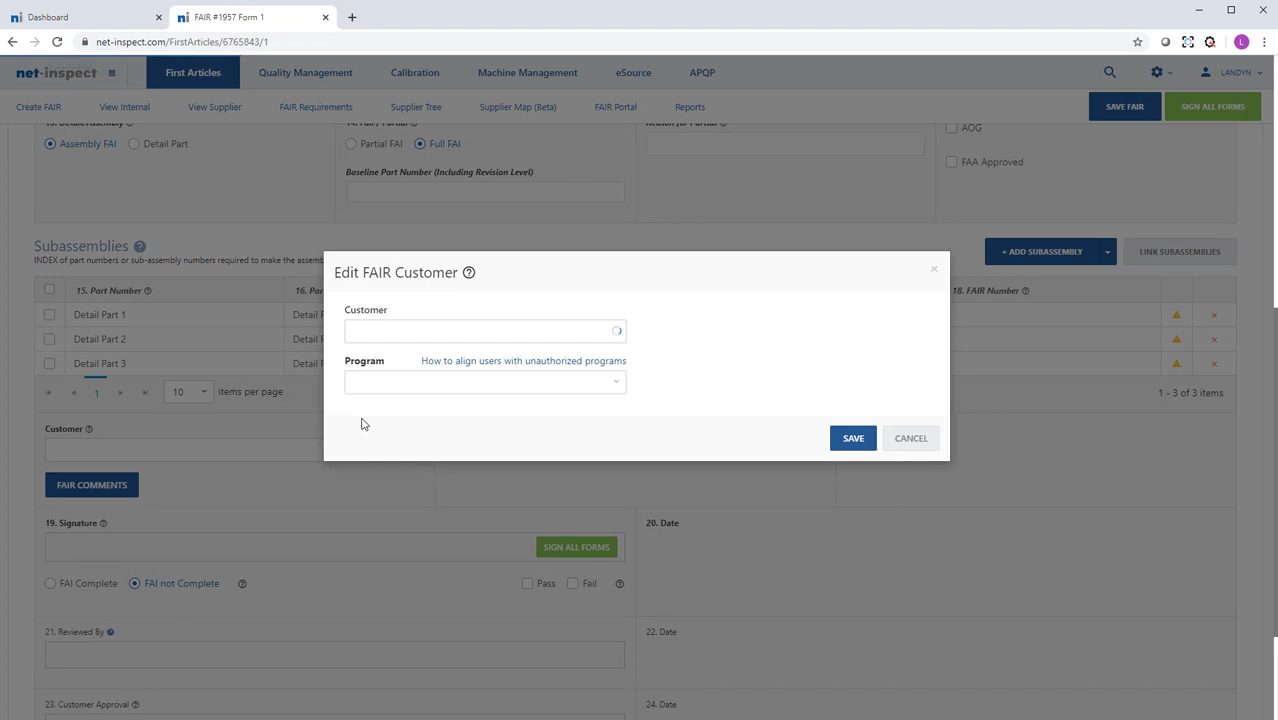 Dashboard × FAIR #1957 Form 1 ×
net-inspect.com/FirstArticles/6765843/1 L
net-inspect First Articles Quality Management Calibration Machine Management eSource APQP LANDYN
Create FAIR View Internal View Supplier FAIR Requirements Supplier Tree Supplier Map (Beta) FAIR Portal Reports SAVE FAIR SIGN ALL FORMS
13. Detail/Assembly 14. Full / Partial Reason for Partial AOG
Assembly FAI Detail Part Partial FAI Full FAI
FAA Approved
Baseline Part Number (Including Revision Level)
Subassemblies
+ ADD SUBASSEMBLY LINK SUBASSEMBLIES
INDEX of part numbers or sub-assembly numbers required to make the assemb
15. Part Number 16. Par 18. FAIR Number
Detail Part 1 Detail
Detail Part 2 Detail
Detail Part 3 Detail
1 10 items per page 1 - 3 of 3 items
Edit FAIR Customer
Customer
Program How to align users with unauthorized programs
SAVE CANCEL
Customer
FAIR COMMENTS
19. Signature 20. Date
SIGN ALL FORMS
FAI Complete FAI not Complete Pass Fail
21. Reviewed By 22. Date
23. Customer Approval 24. Date